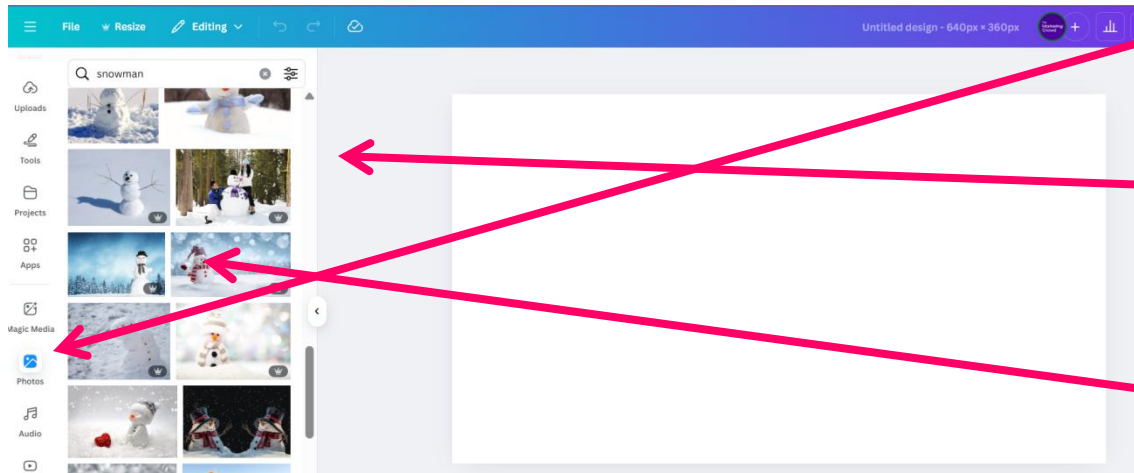 File
Resize
Editing
Untitled design - 640px × 360px
snowman
Uploads
Tools
Projects
Apps
Magic Media
Photos
Audio